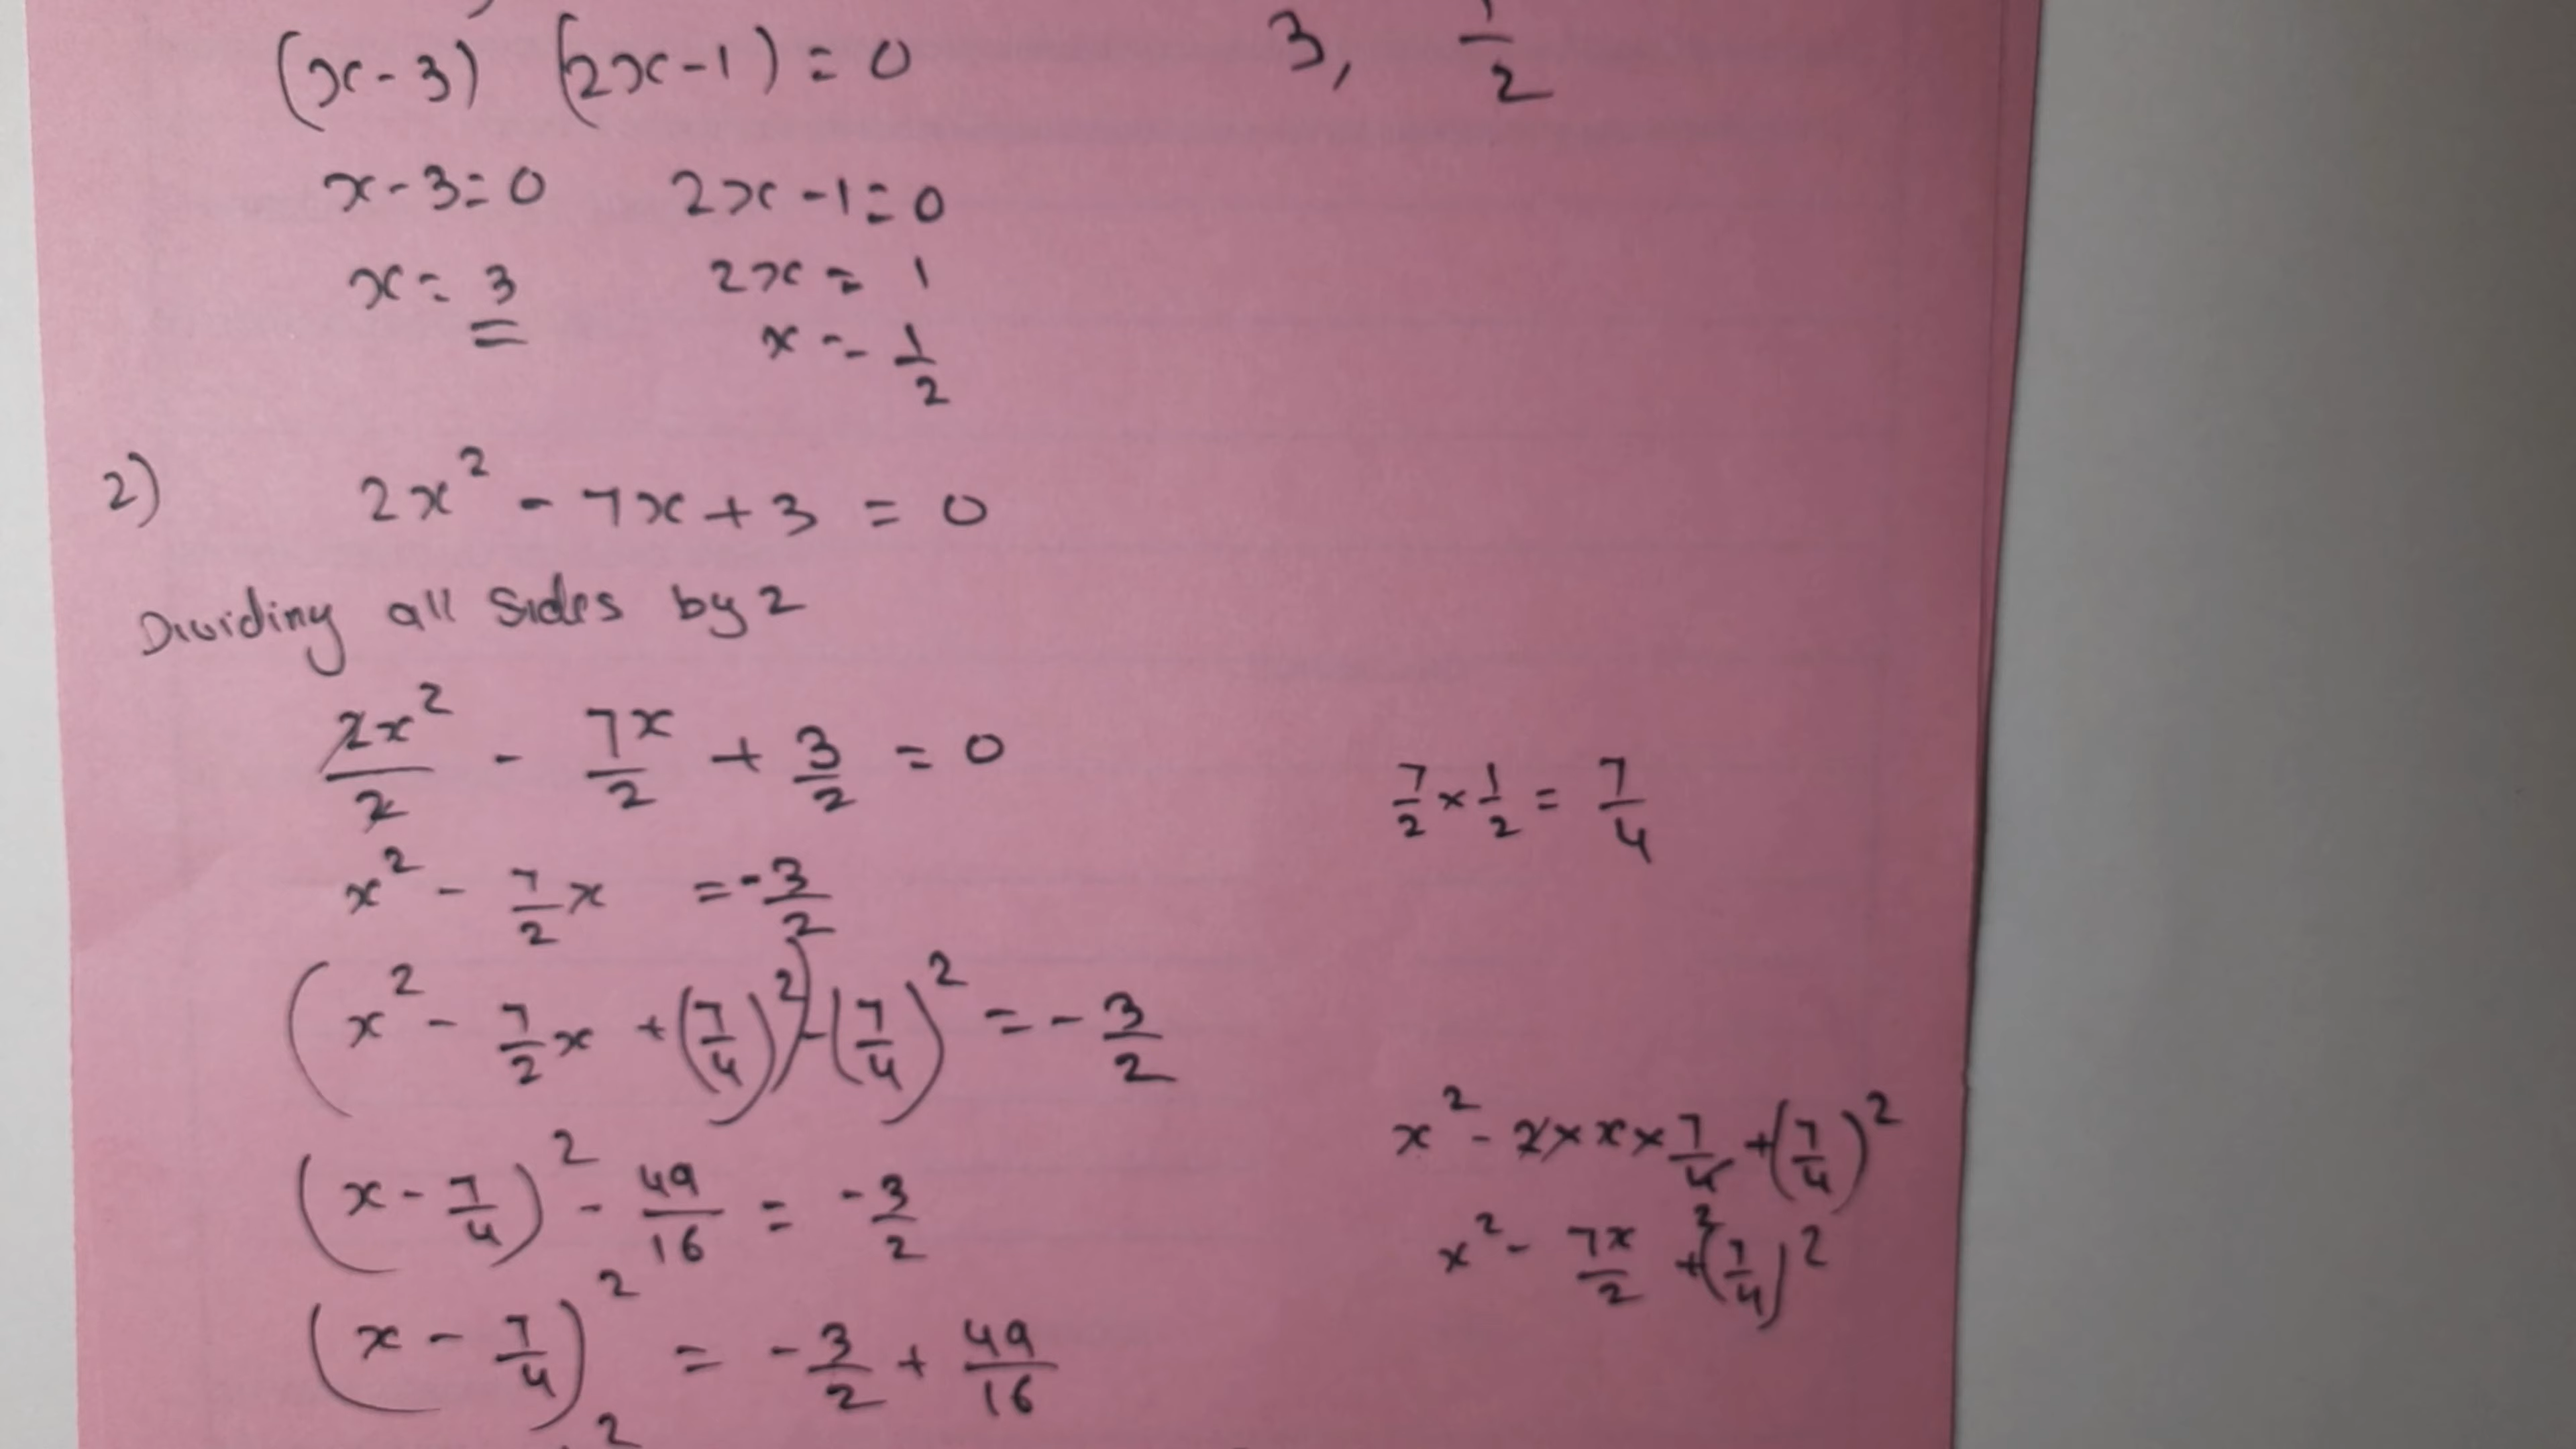 (x-3) (2x-1) = 0
3, 1/2
x-3=0 2x-1=0
x = 3 2x = 1
x = 1/2
2) 2x² - 7x + 3 = 0
Dividing all sides by 2
2x²/2 - 7x/2 + 3/2 = 0
7/2 × 1/2 = 7/4
x² - 7/2 x = -3/2
(x² - 7/2 x + (7/4)²) - (7/4)² = - 3/2
x² - 2 × x × 7/4 + (7/4)²
(x - 7/4)² - 49/16 = -3/2
x² - 7x/2 + (7/4)²
(x - 7/4)² = - 3/2 + 49/16
2